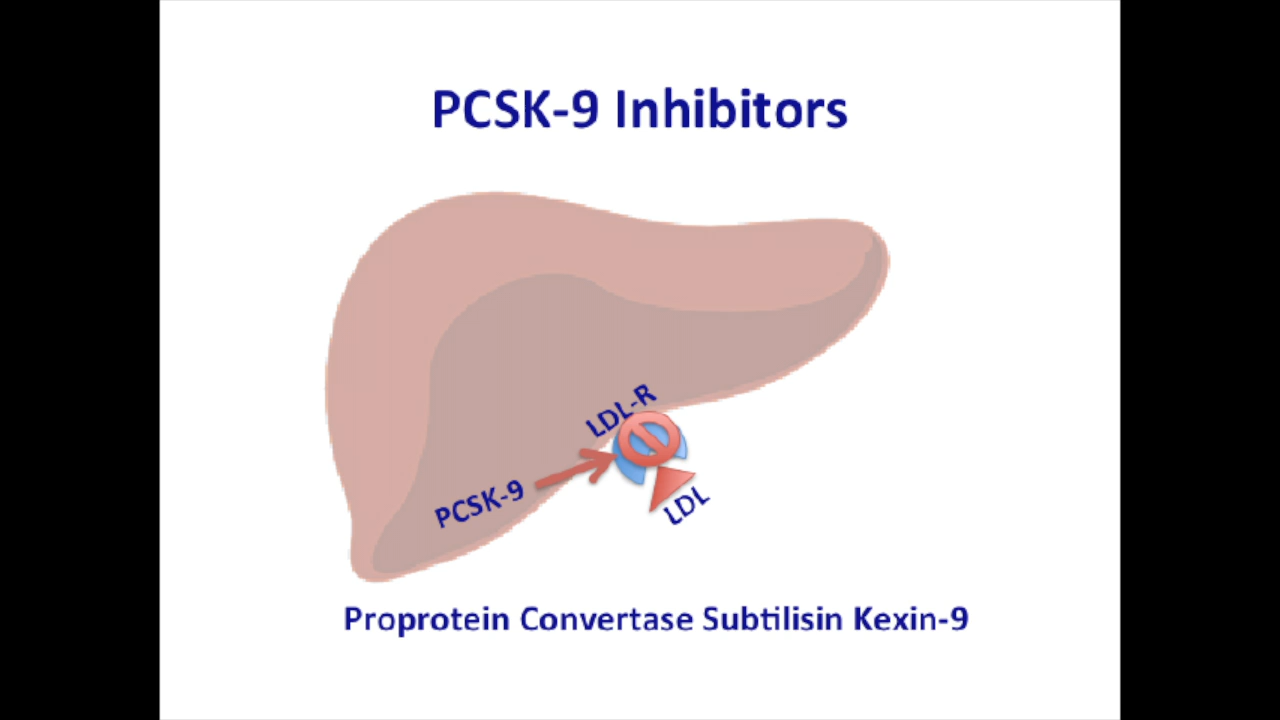 PCSK-9 Inhibitors
LDL-R
PCSK-9
LDL
Proprotein Convertase Subtilisin Kexin-9